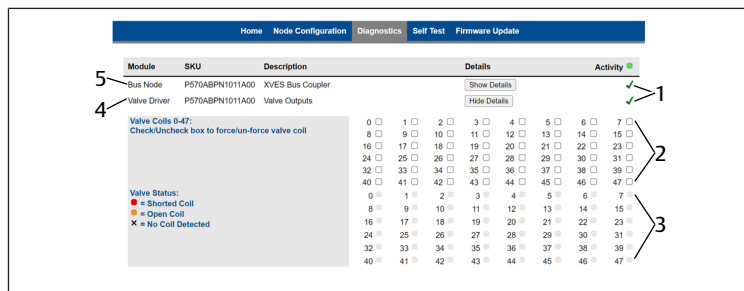 Home Node Configuration Diagnostics Self Test Firmware Update
Module SKU Description Details Activity
5 Bus Node P570ABPN1011A00 XVES Bus Coupler Show Details 1
4 Valve Driver P570ABPN1011A00 Valve Outputs Hide Details
Valve Coils 0-47: 0 1 2 3 4 5 6 7
Check/Uncheck box to force/un-force valve coil 8 9 10 11 12 13 14 15
16 17 18 19 20 21 22 23 2
24 25 26 27 28 29 30 31
32 33 34 35 36 37 38 39
40 41 42 43 44 45 46 47
Valve Status: 0 1 2 3 4 5 6 7
= Shorted Coil 8 9 10 11 12 13 14 15
= Open Coil 16 17 18 19 20 21 22 23 3
X = No Coil Detected 24 25 26 27 28 29 30 31
32 33 34 35 36 37 38 39
40 41 42 43 44 45 46 47